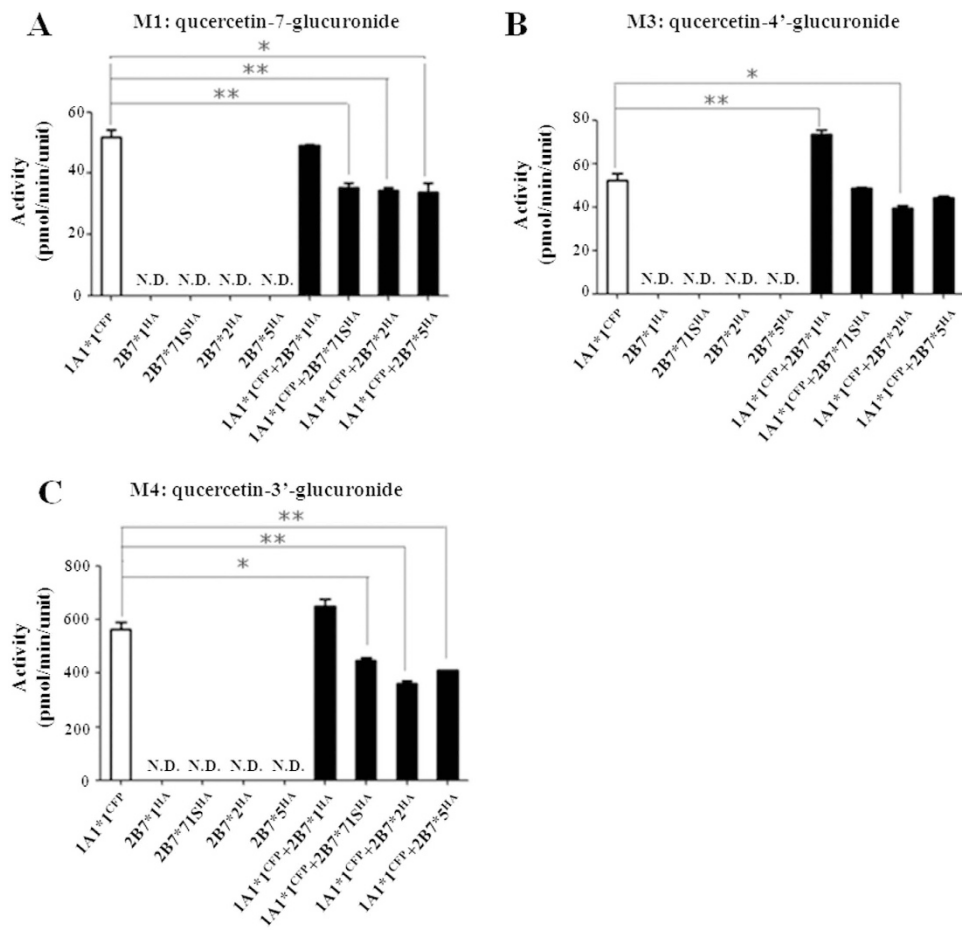 A
M1: qucercetin-7-glucuronide
*
**
**
Activity
(pmol/min/unit)
60
40
20
0
N.D. N.D. N.D. N.D.
1A1*1CFP
2B7*1HA
2B7*71SHA
2B7*2HA
2B7*5HA
1A1*1CFP+2B7*1HA
1A1*1CFP+2B7*71SHA
1A1*1CFP+2B7*2HA
1A1*1CFP+2B7*5HA
B
M3: qucercetin-4’-glucuronide
*
**
Activity
(pmol/min/unit)
80
60
40
20
0
N.D. N.D. N.D. N.D.
1A1*1CFP
2B7*1HA
2B7*71SHA
2B7*2HA
2B7*5HA
1A1*1CFP+2B7*1HA
1A1*1CFP+2B7*71SHA
1A1*1CFP+2B7*2HA
1A1*1CFP+2B7*5HA
C
M4: qucercetin-3’-glucuronide
**
**
*
Activity
(pmol/min/unit)
800
600
400
200
0
N.D. N.D. N.D. N.D.
1A1*1CFP
2B7*1HA
2B7*71SHA
2B7*2HA
2B7*5HA
1A1*1CFP+2B7*1HA
1A1*1CFP+2B7*71SHA
1A1*1CFP+2B7*2HA
1A1*1CFP+2B7*5HA